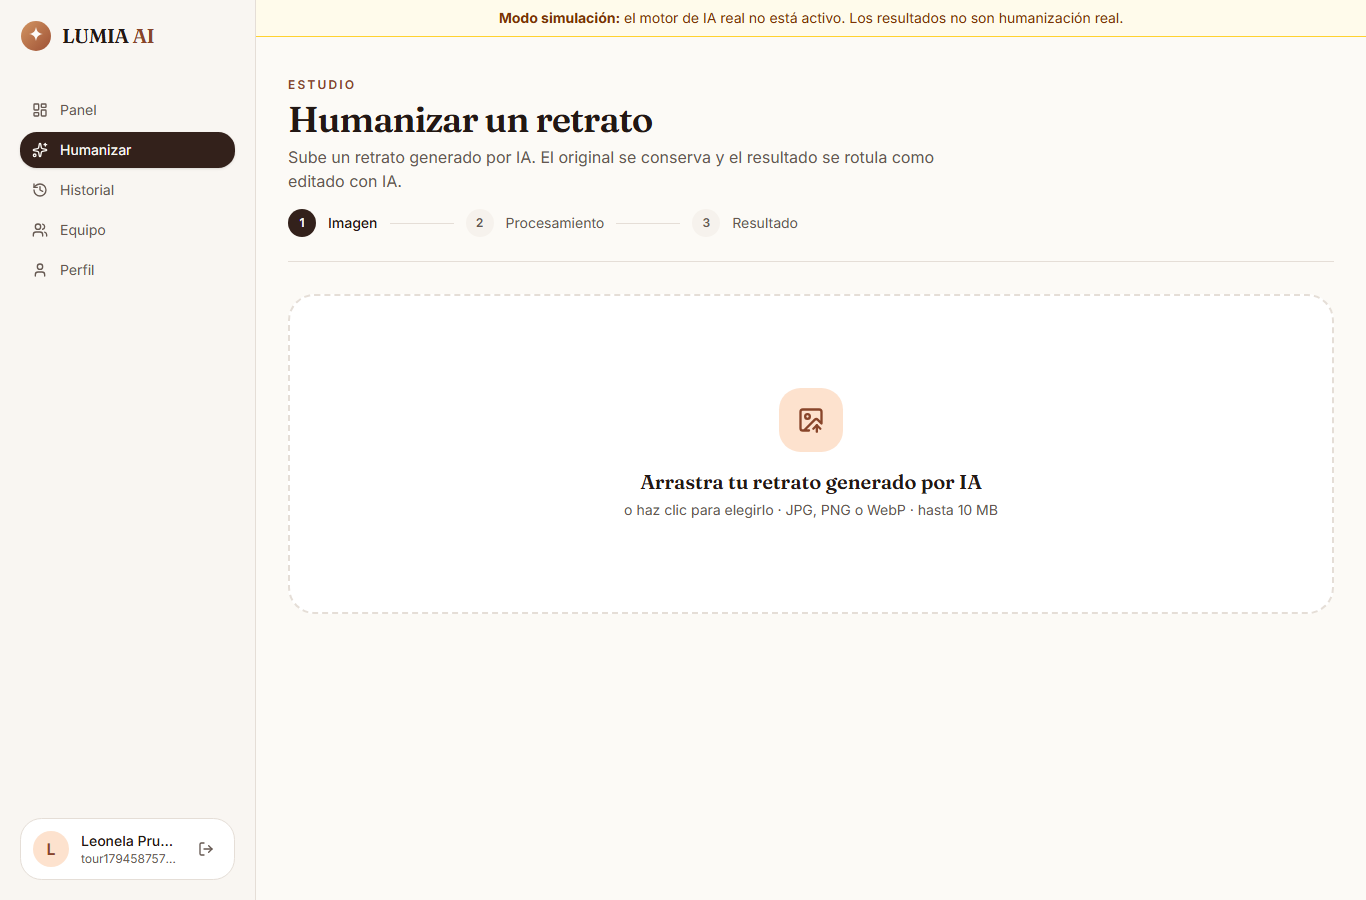 LUMIA AI
Modo simulación: el motor de IA real no está activo. Los resultados no son humanización real.
Panel
Humanizar
Historial
Equipo
Perfil
ESTUDIO
Humanizar un retrato
Sube un retrato generado por IA. El original se conserva y el resultado se rotula como
editado con IA.
1 Imagen 2 Procesamiento 3 Resultado
Arrastra tu retrato generado por IA
o haz clic para elegirlo · JPG, PNG o WebP · hasta 10 MB
L
Leonela Pru...
tour179458757...